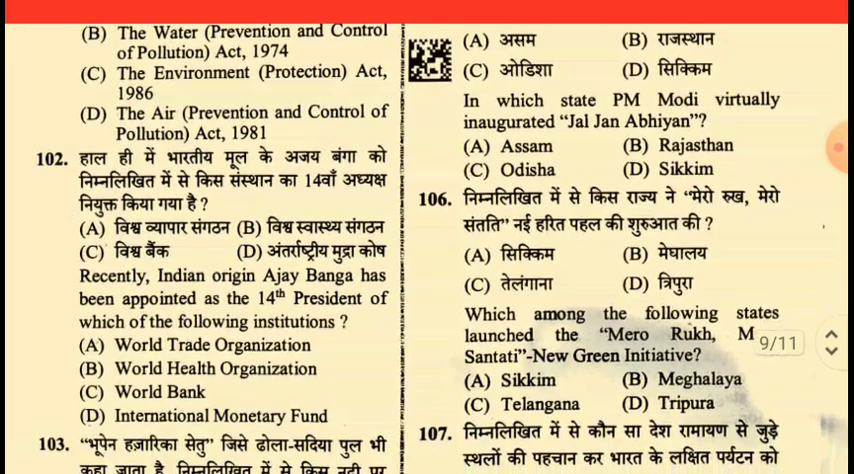 (B) The Water (Prevention and Control
of Pollution) Act, 1974
(C) The Environment (Protection) Act,
1986
(D) The Air (Prevention and Control of
Pollution) Act, 1981
102. हाल ही में भारतीय मूल के अजय बंगा को
निम्नलिखित में से किस संस्थान का 14वाँ अध्यक्ष
नियुक्त किया गया है ?
(A) विश्व व्यापार संगठन (B) विश्व स्वास्थ्य संगठन
(C) विश्व बैंक (D) अंतर्राष्ट्रीय मुद्रा कोष
Recently, Indian origin Ajay Banga has
been appointed as the 14th President of
which of the following institutions ?
(A) World Trade Organization
(B) World Health Organization
(C) World Bank
(D) International Monetary Fund
103. “भूपेन हज़ारिका सेतु” जिसे ढोला-सदिया पुल भी
कहा जाता है, निम्नलिखित में से किस नदी पर
(A) असम (B) राजस्थान
(C) ओडिशा (D) सिक्किम
In which state PM Modi virtually
inaugurated “Jal Jan Abhiyan”?
(A) Assam (B) Rajasthan
(C) Odisha (D) Sikkim
106. निम्नलिखित में से किस राज्य ने “मेरो रुख, मेरो
संतति” नई हरित पहल की शुरुआत की ?
(A) सिक्किम (B) मेघालय
(C) तेलंगाना (D) त्रिपुरा
Which among the following states
launched the “Mero Rukh, M
Santati”-New Green Initiative?
(A) Sikkim (B) Meghalaya
(C) Telangana (D) Tripura
107. निम्नलिखित में से कौन सा देश रामायण से जुड़े
स्थलों की पहचान कर भारत के लक्षित पर्यटन को
9/11